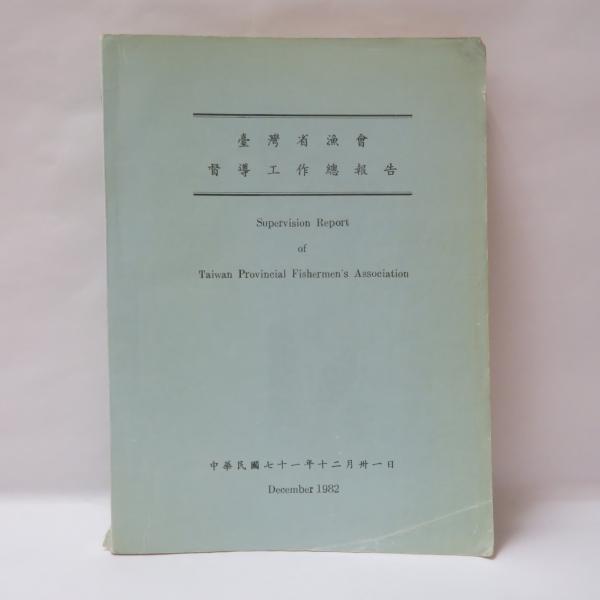 臺灣省漁會
督導工作總報告
Supervision Report
of
Taiwan Provincial Fishermen's Association
中華民國七十一年十二月卅一日
December 1982